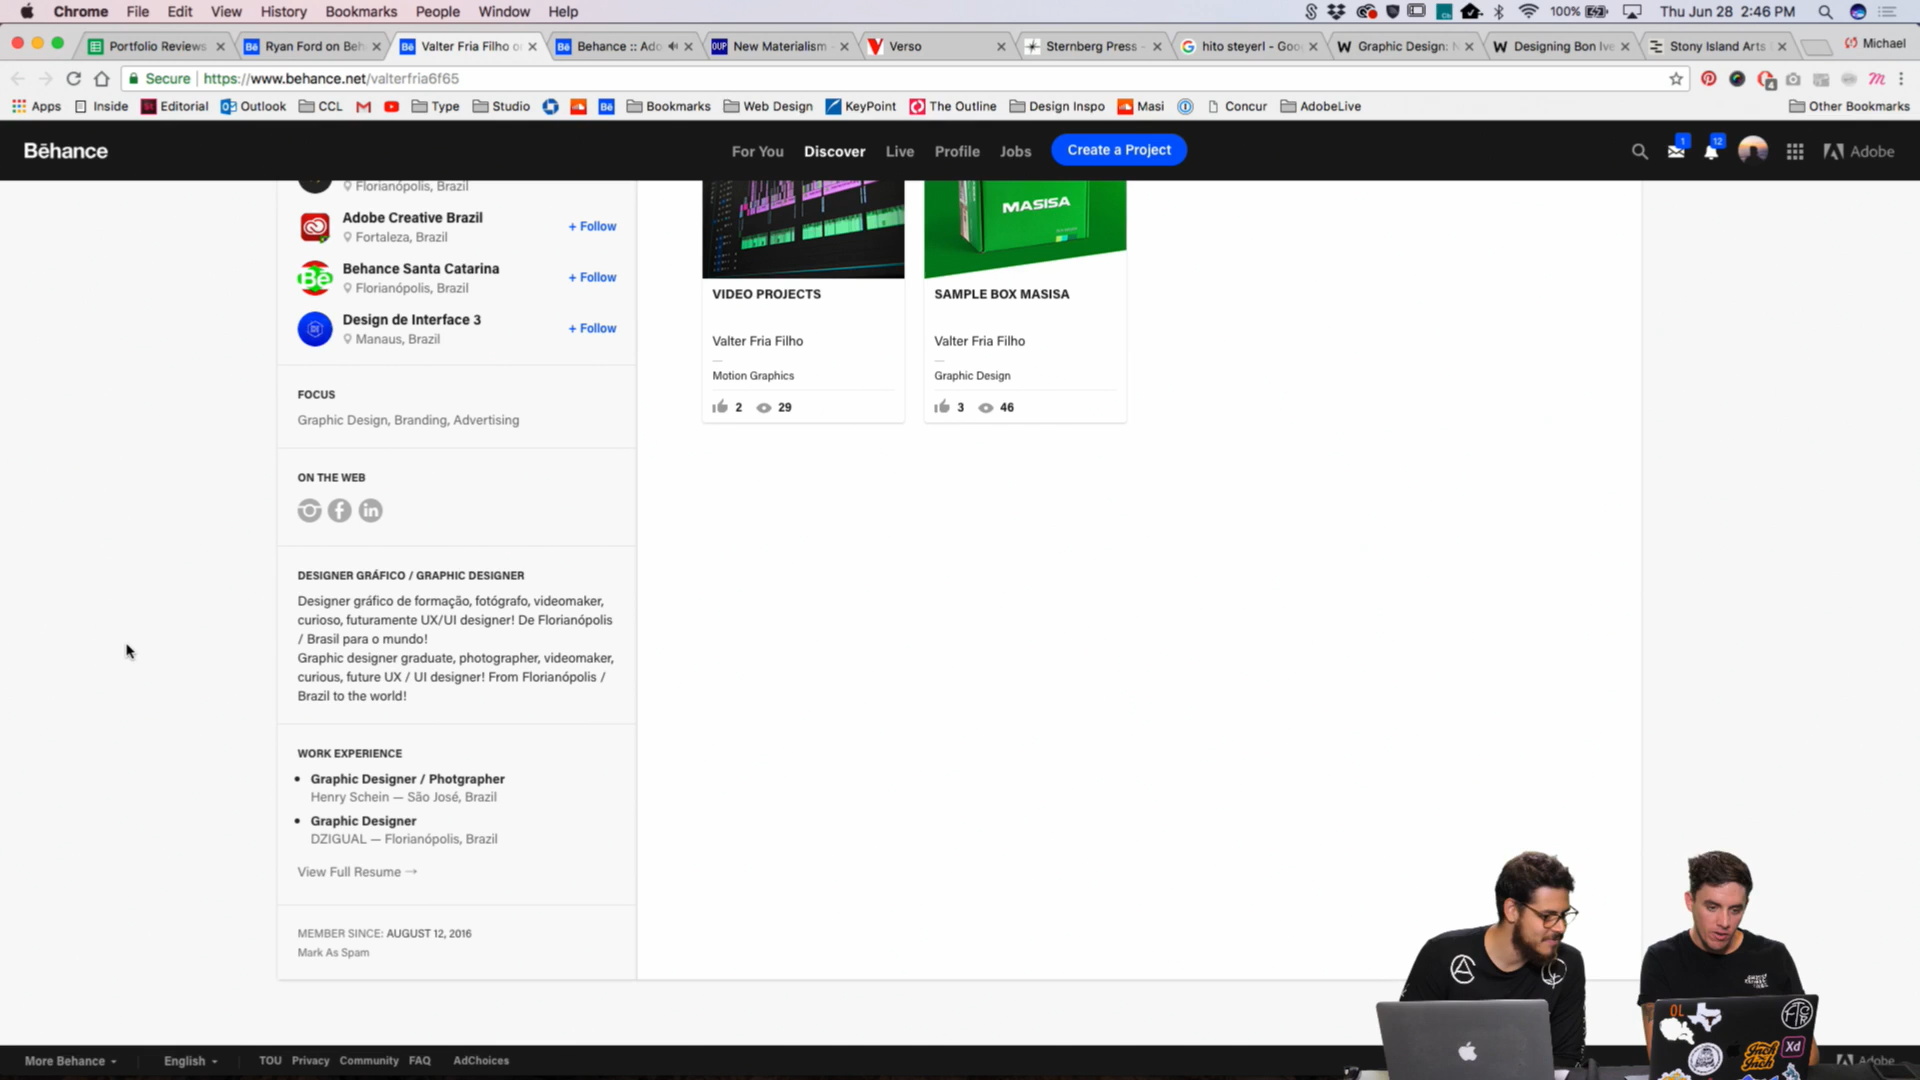 Chrome File Edit View History Bookmarks People Window Help
100% Thu Jun 28 2:46 PM
Portfolio Reviews
Ryan Ford on Beh
Valter Fria Filho o
Behance :: Ado
New Materialism
Verso
Sternberg Press -
hito steyerl - Goo
Graphic Design:
Designing Bon Ive
Stony Island Arts
Michael
Secure https://www.behance.net/valterfria6f65
Apps Inside Editorial Outlook CCL Type Studio Bookmarks Web Design KeyPoint The Outline Design Inspo Masi Concur AdobeLive Other Bookmarks
Bēhance
For You Discover Live Profile Jobs Create a Project
1 12
Adobe
Florianópolis, Brazil
Adobe Creative Brazil
Fortaleza, Brazil
+ Follow
Behance Santa Catarina
Florianópolis, Brazil
+ Follow
Design de Interface 3
Manaus, Brazil
+ Follow
FOCUS
Graphic Design, Branding, Advertising
ON THE WEB
DESIGNER GRÁFICO / GRAPHIC DESIGNER
Designer gráfico de formação, fotógrafo, videomaker,
curioso, futuramente UX/UI designer! De Florianópolis
/ Brasil para o mundo!
Graphic designer graduate, photographer, videomaker,
curious, future UX / UI designer! From Florianópolis /
Brazil to the world!
WORK EXPERIENCE
Graphic Designer / Photgrapher
Henry Schein — São José, Brazil
Graphic Designer
DZIGUAL — Florianópolis, Brazil
View Full Resume →
MEMBER SINCE: AUGUST 12, 2016
Mark As Spam
VIDEO PROJECTS
Valter Fria Filho
Motion Graphics
2 29
MASISA
SAMPLE BOX MASISA
Valter Fria Filho
Graphic Design
3 46
OL
Xd
More Behance English TOU Privacy Community FAQ AdChoices
Adobe